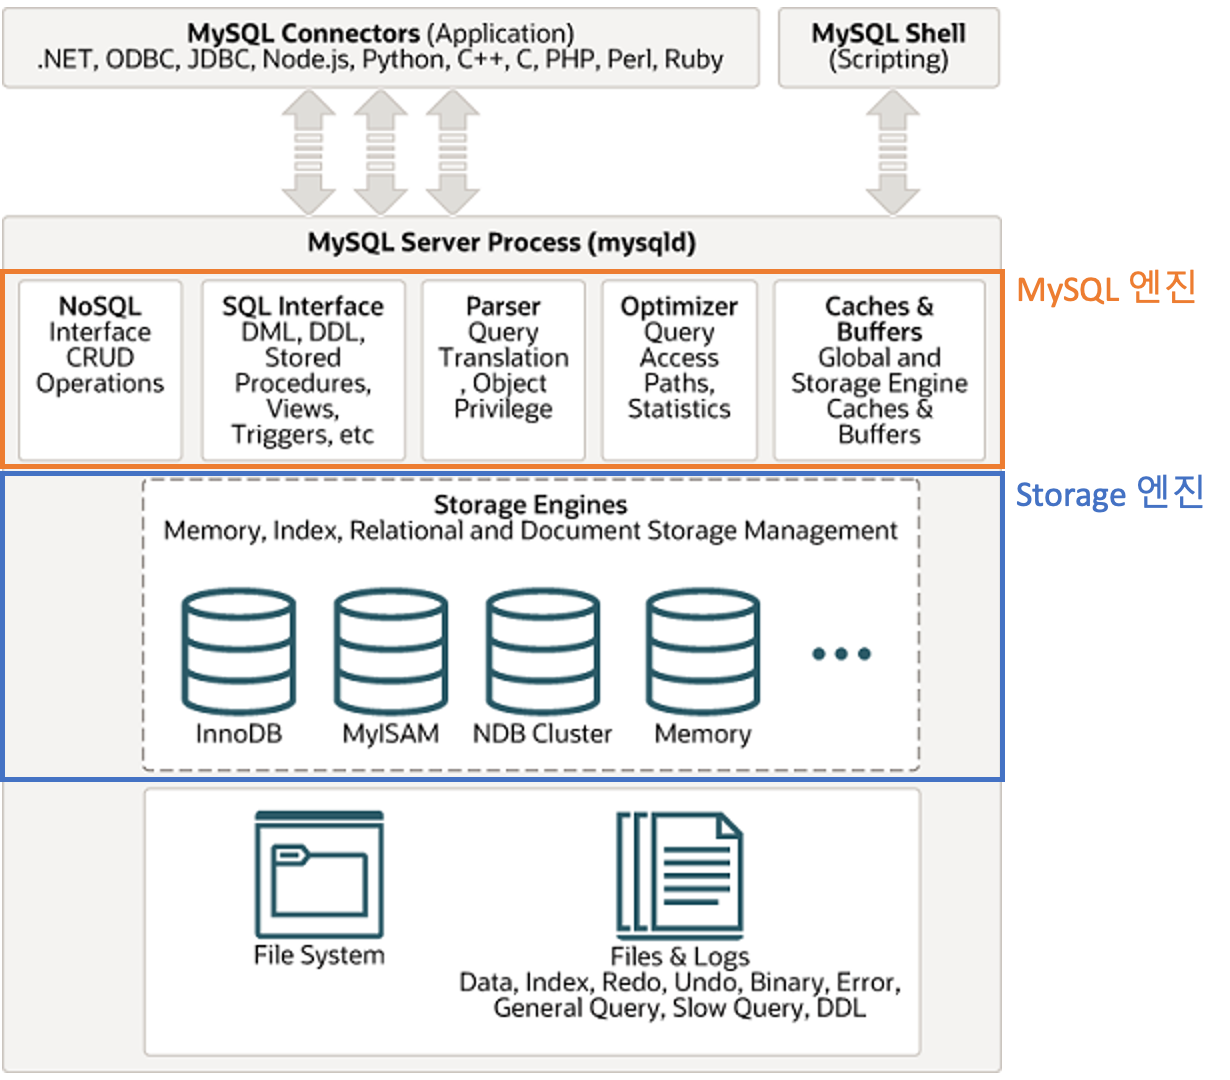 MySQL Connectors (Application)
.NET, ODBC, JDBC, Node.js, Python, C++, C, PHP, Perl, Ruby
MySQL Shell
(Scripting)
MySQL Server Process (mysqld)
MySQL 엔진
NoSQL
Interface
CRUD
Operations
SQL Interface
DML, DDL,
Stored
Procedures,
Views,
Triggers, etc
Parser
Query
Translation
, Object
Privilege
Optimizer
Query
Access
Paths,
Statistics
Caches &
Buffers
Global and
Storage Engine
Caches &
Buffers
Storage 엔진
Storage Engines
Memory, Index, Relational and Document Storage Management
InnoDB
MyISAM
NDB Cluster
Memory
File System
Files & Logs
Data, Index, Redo, Undo, Binary, Error,
General Query, Slow Query, DDL